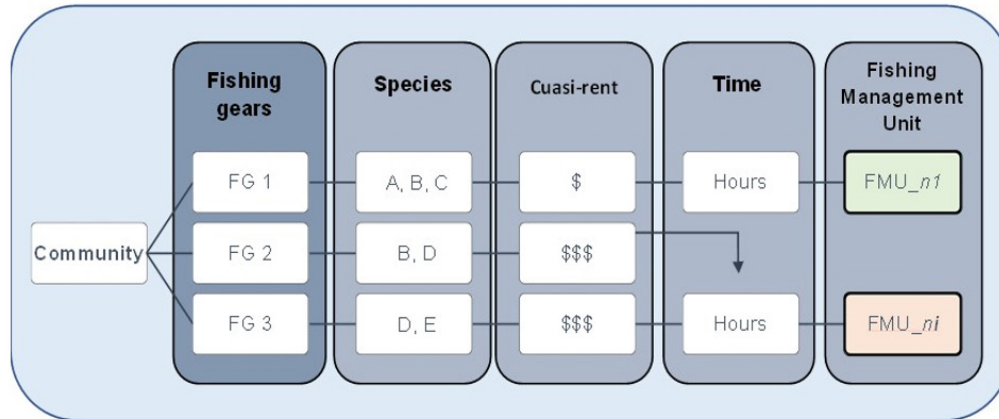 Fishing
gears
Species
Cuasi-rent
Time
Fishing
Management
Unit
FG 1
A, B, C
$
Hours
FMU_n1
Community
FG 2
B, D
$$$
FG 3
D, E
$$$
Hours
FMU_ni